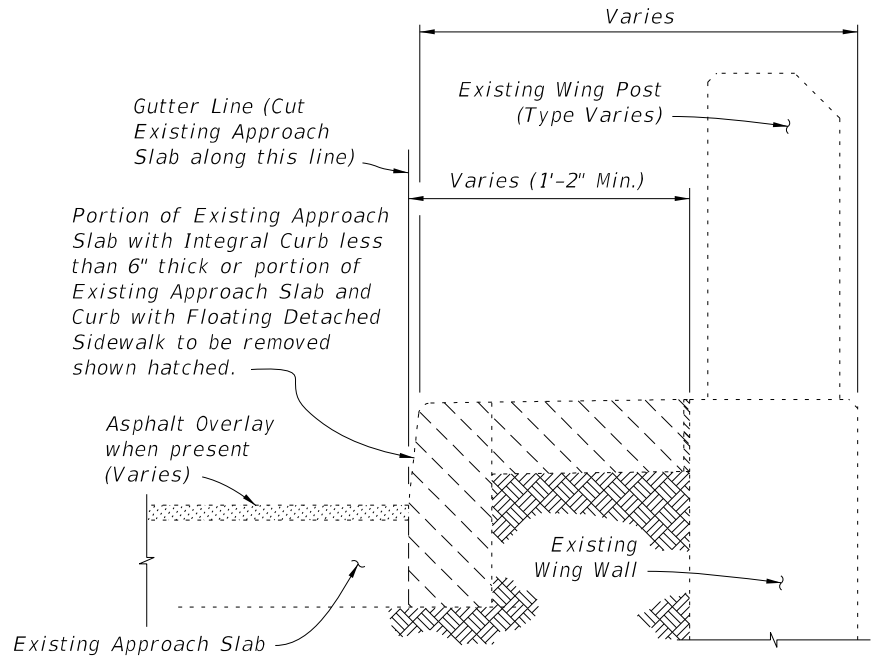 Varies
Existing Wing Post
(Type Varies)
Gutter Line (Cut
Existing Approach
Slab along this line)
Varies (1'-2" Min.)
Portion of Existing Approach
Slab with Integral Curb less
than 6" thick or portion of
Existing Approach Slab and
Curb with Floating Detached
Sidewalk to be removed
shown hatched.
Asphalt Overlay
when present
(Varies)
Existing
Wing Wall
Existing Approach Slab